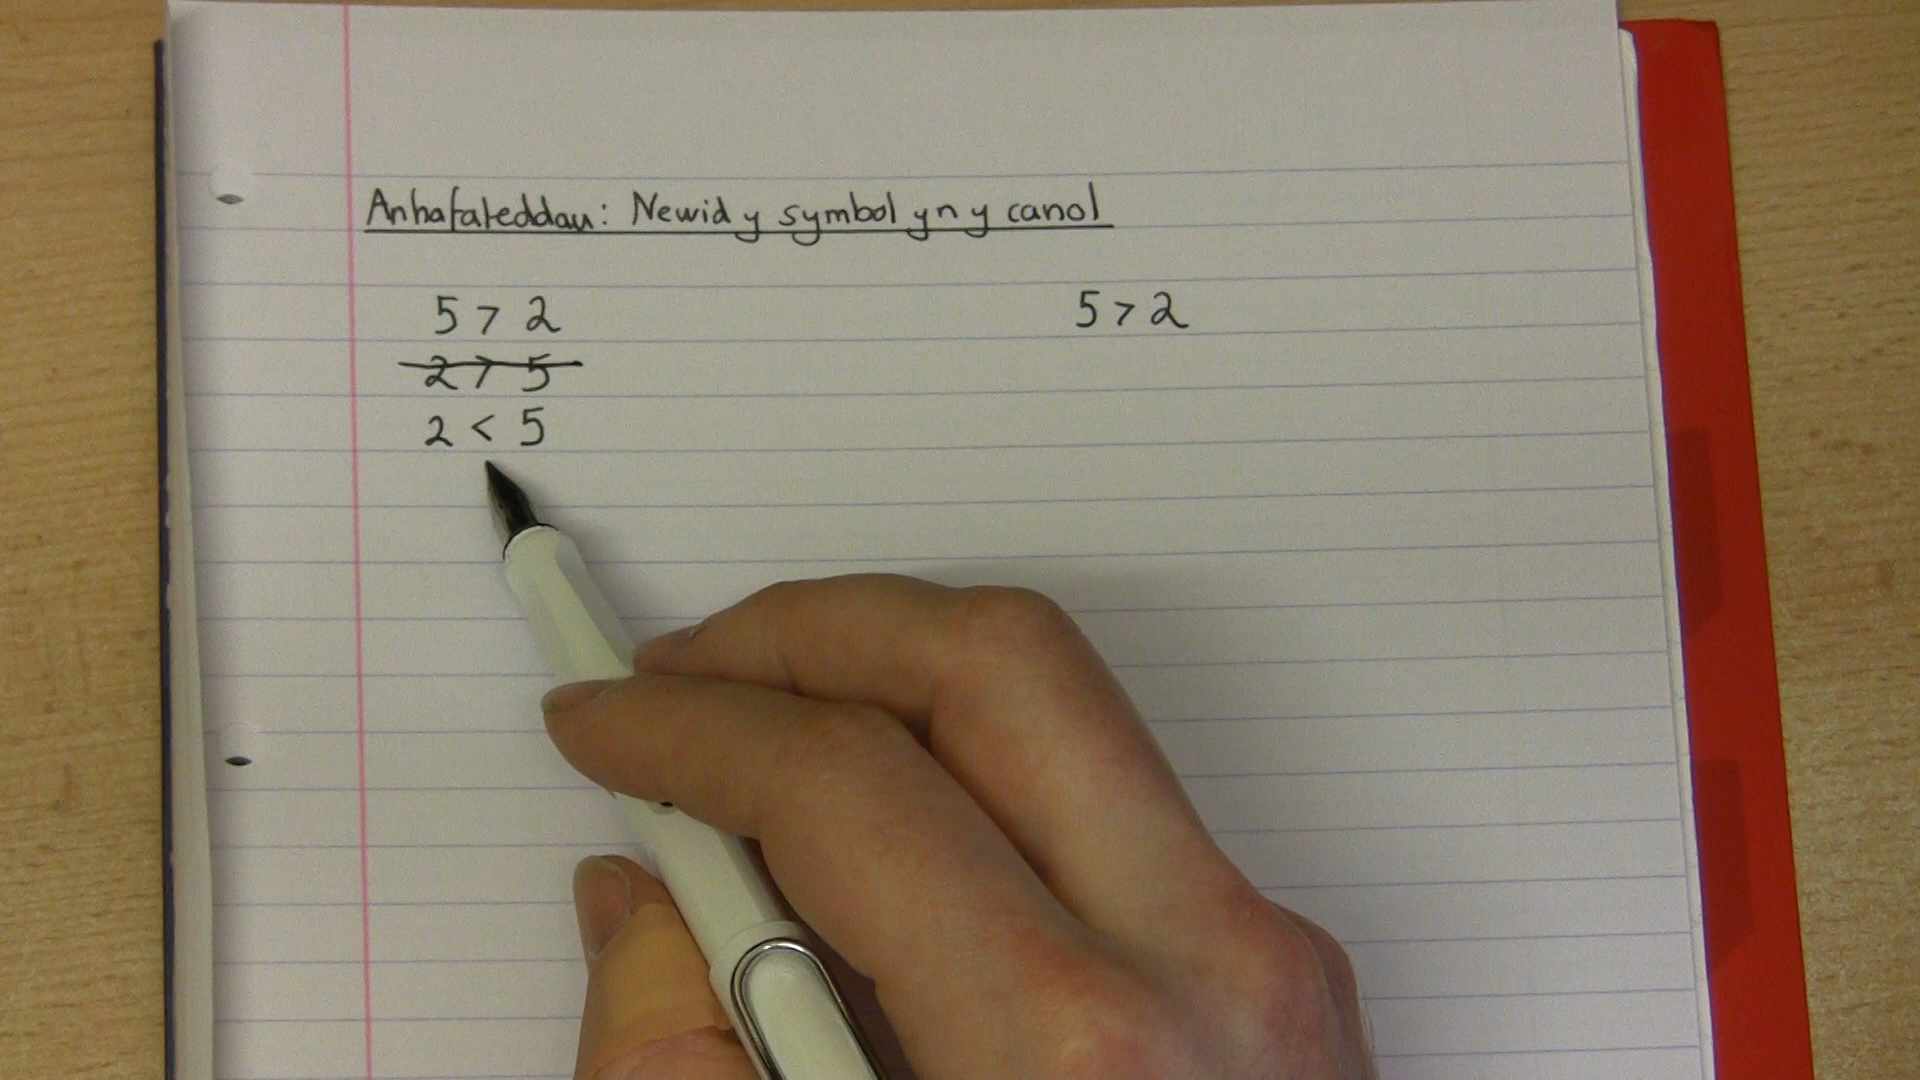 Anhafaleddau: Newid y symbol yn y canol
5 > 2
2 > 5
2 < 5
5 > 2